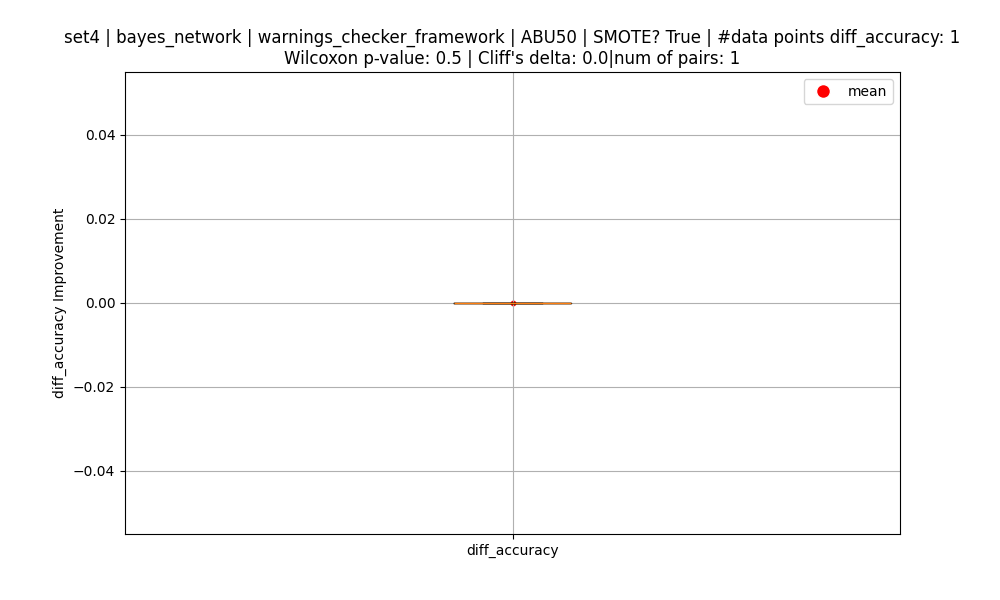 set4 | bayes_network | warnings_checker_framework | ABU50 | SMOTE? True | #data points diff_accuracy: 1
Wilcoxon p-value: 0.5 | Cliff's delta: 0.0|num of pairs: 1
mean
0.04
0.02
0.00
−0.02
−0.04
diff_accuracy Improvement
diff_accuracy